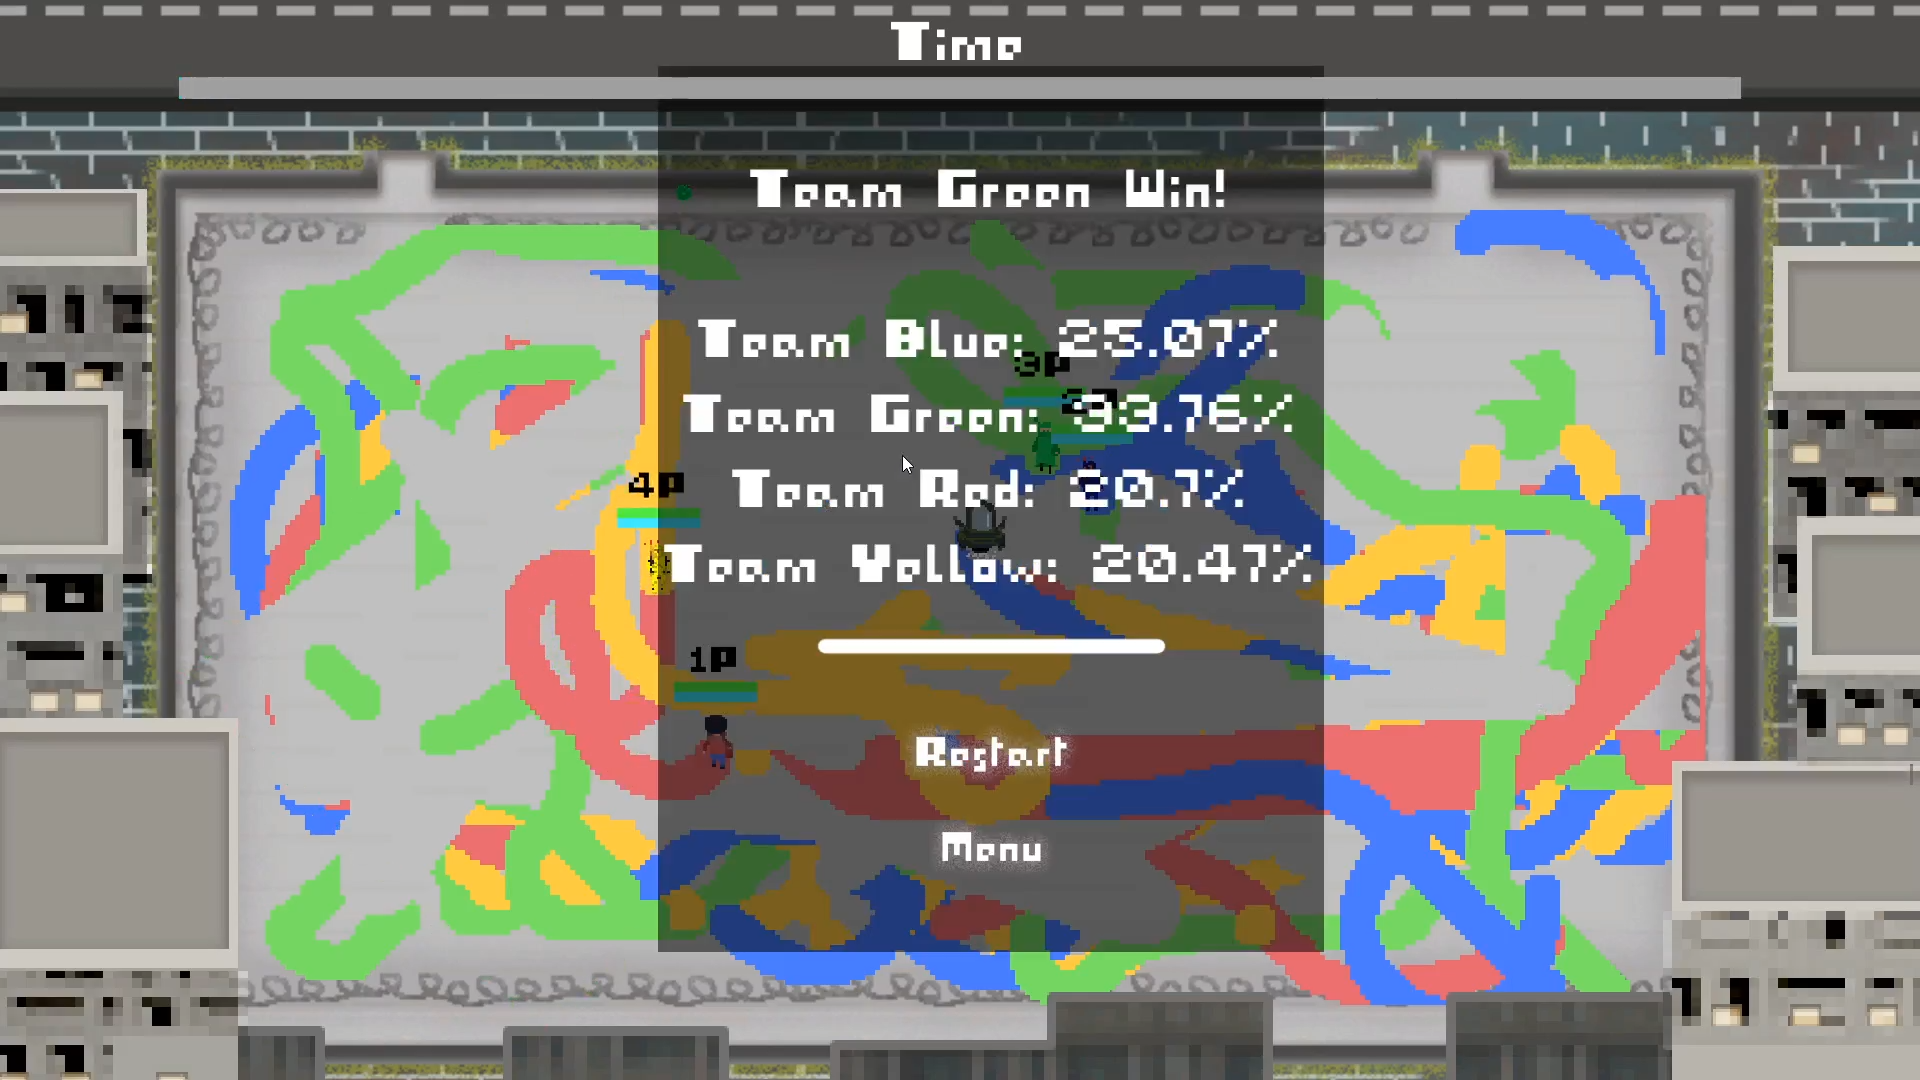 Time
Team Green Win!
Team Blue: 25.07%
3P
Team Green: 33.76%
4P
Team Red: 20.7%
Team Yellow: 20.47%
1P
Restart
Menu